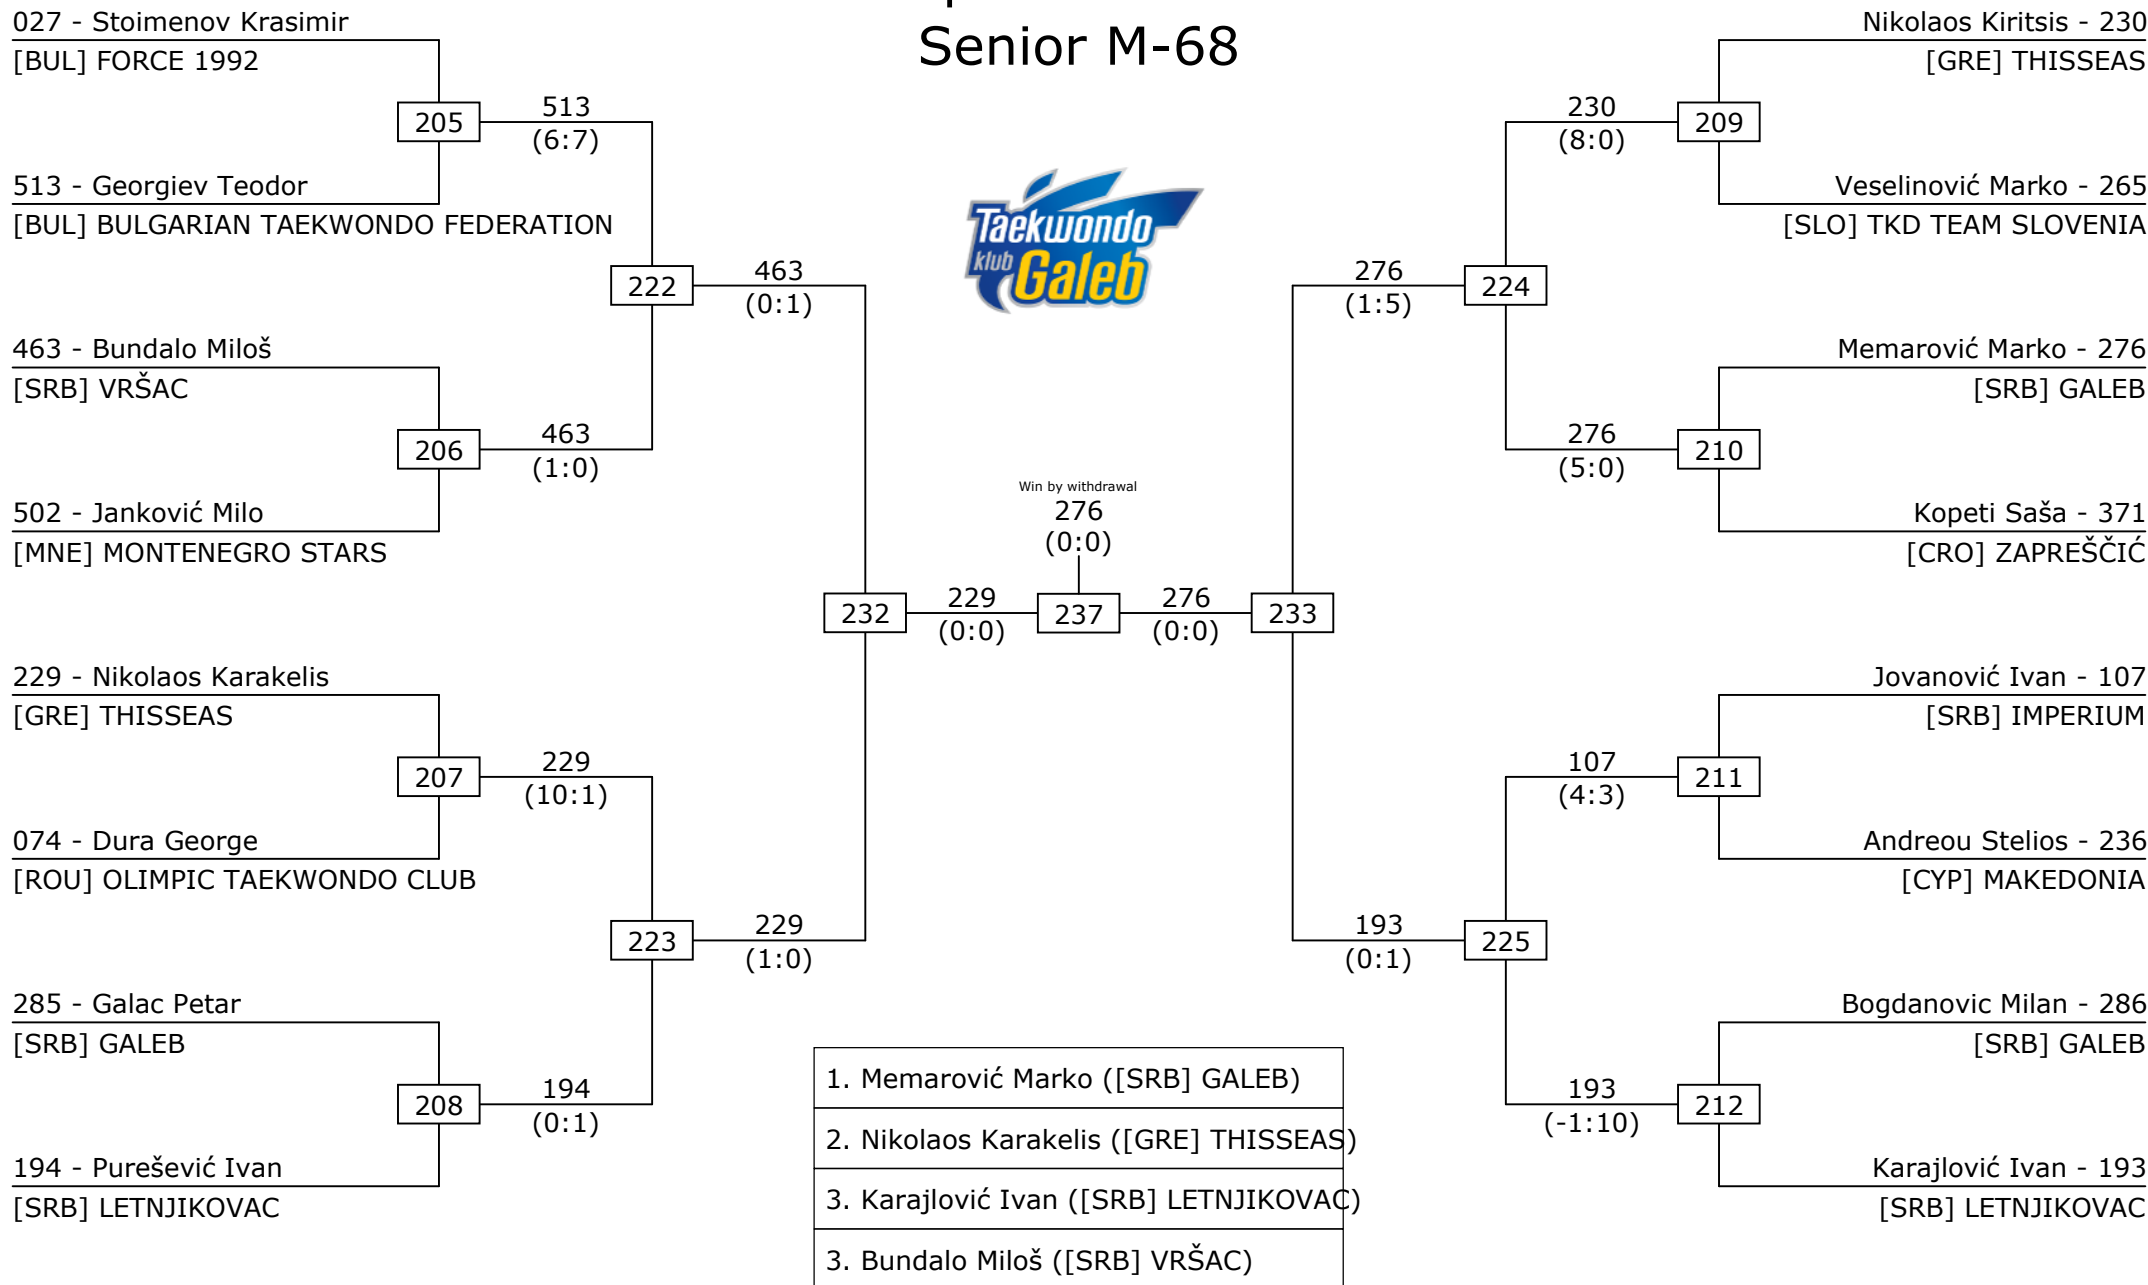 Senior M-68
027 - Stoimenov Krasimir
[BUL] FORCE 1992
205
513
(6:7)
513 - Georgiev Teodor
[BUL] BULGARIAN TAEKWONDO FEDERATION
222
463
(0:1)
463 - Bundalo Miloš
[SRB] VRŠAC
206
463
(1:0)
502 - Janković Milo
[MNE] MONTENEGRO STARS
232
229
(0:0)
229 - Nikolaos Karakelis
[GRE] THISSEAS
207
229
(10:1)
074 - Dura George
[ROU] OLIMPIC TAEKWONDO CLUB
223
229
(1:0)
285 - Galac Petar
[SRB] GALEB
208
194
(0:1)
194 - Purešević Ivan
[SRB] LETNJIKOVAC
Taekwondo
klub
Galeb
Win by withdrawal
276
(0:0)
237
Nikolaos Kiritsis - 230
[GRE] THISSEAS
230
(8:0)
209
Veselinović Marko - 265
[SLO] TKD TEAM SLOVENIA
276
(1:5)
224
Memarović Marko - 276
[SRB] GALEB
276
(5:0)
210
Kopeti Saša - 371
[CRO] ZAPREŠČIĆ
276
(0:0)
233
Jovanović Ivan - 107
[SRB] IMPERIUM
107
(4:3)
211
Andreou Stelios - 236
[CYP] MAKEDONIA
193
(0:1)
225
Bogdanovic Milan - 286
[SRB] GALEB
193
(-1:10)
212
Karajlović Ivan - 193
[SRB] LETNJIKOVAC
1. Memarović Marko ([SRB] GALEB)
2. Nikolaos Karakelis ([GRE] THISSEAS)
3. Karajlović Ivan ([SRB] LETNJIKOVAC)
3. Bundalo Miloš ([SRB] VRŠAC)